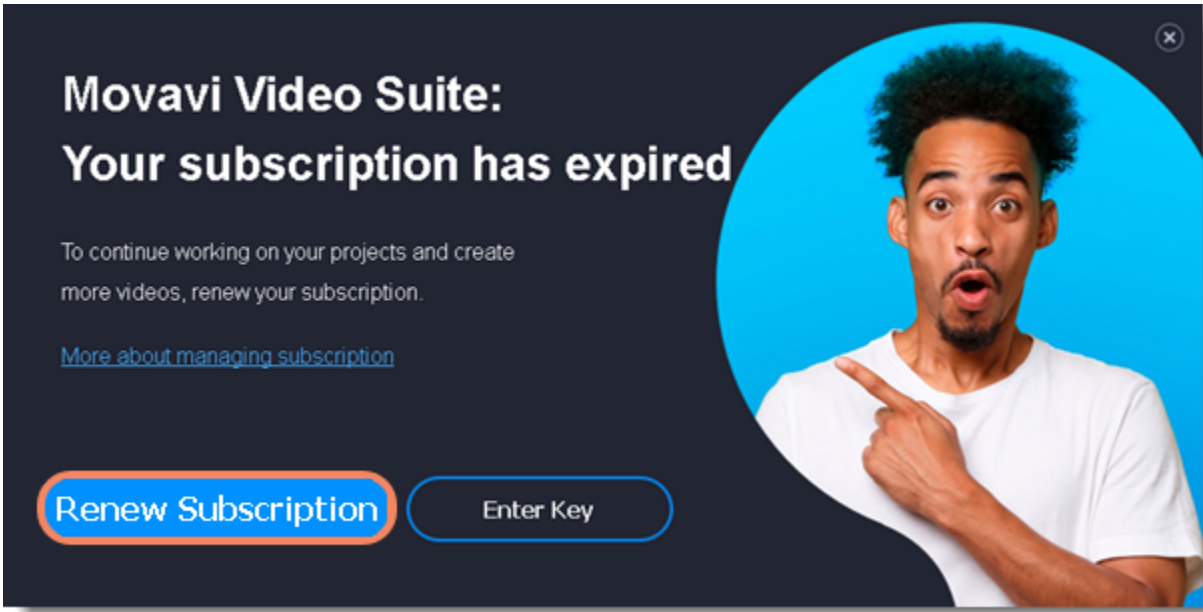 Movavi Video Suite:
Your subscription has expired
To continue working on your projects and create
more videos, renew your subscription.
More about managing subscription
Renew Subscription
Enter Key